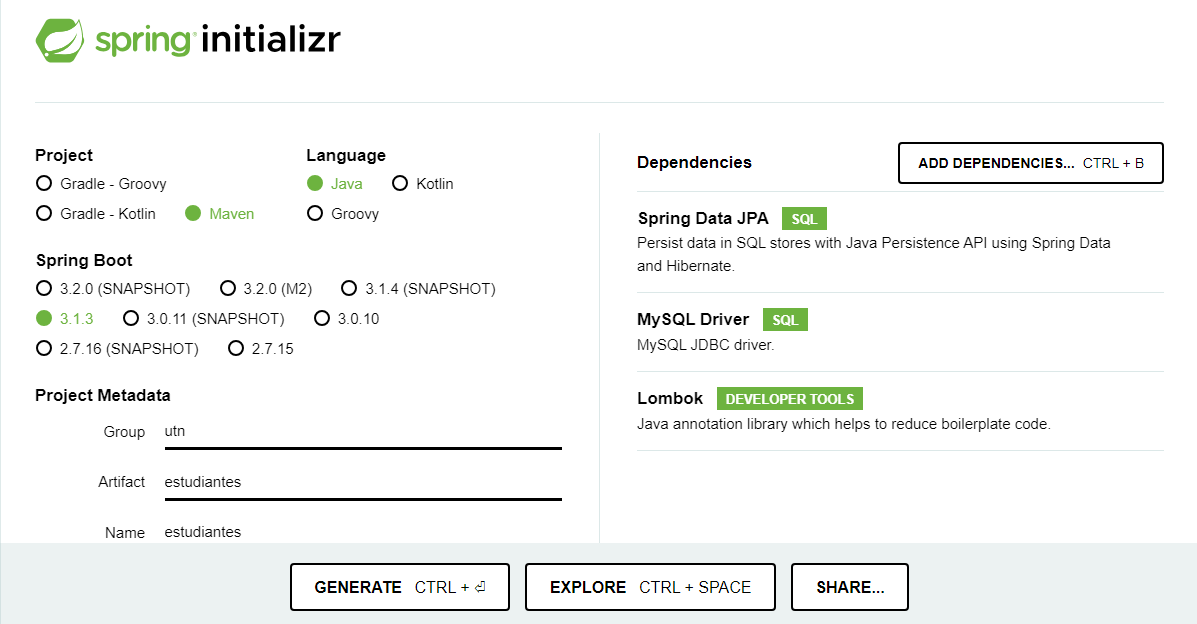 spring initializr
Project
Gradle - Groovy
Gradle - Kotlin Maven
Language
Java Kotlin
Groovy
Spring Boot
3.2.0 (SNAPSHOT) 3.2.0 (M2) 3.1.4 (SNAPSHOT)
3.1.3 3.0.11 (SNAPSHOT) 3.0.10
2.7.16 (SNAPSHOT) 2.7.15
Project Metadata
Group utn
Artifact estudiantes
Name estudiantes
Dependencies
ADD DEPENDENCIES... CTRL + B
Spring Data JPA SQL
Persist data in SQL stores with Java Persistence API using Spring Data
and Hibernate.
MySQL Driver SQL
MySQL JDBC driver.
Lombok DEVELOPER TOOLS
Java annotation library which helps to reduce boilerplate code.
GENERATE CTRL + ⏎
EXPLORE CTRL + SPACE
SHARE...